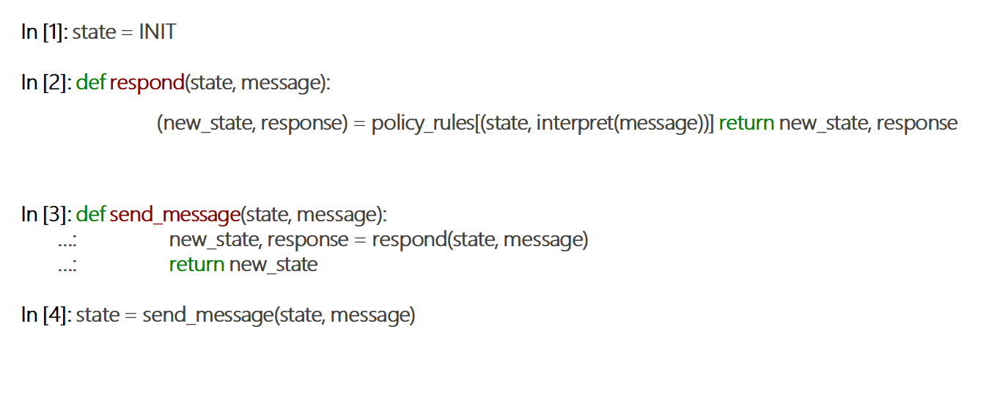 In [1]: state = INIT
In [2]: def respond(state, message):
(new_state, response) = policy_rules[(state, interpret(message))] return new_state, response
In [3]: def send_message(state, message):
...: new_state, response = respond(state, message)
...: return new_state
In [4]: state = send_message(state, message)